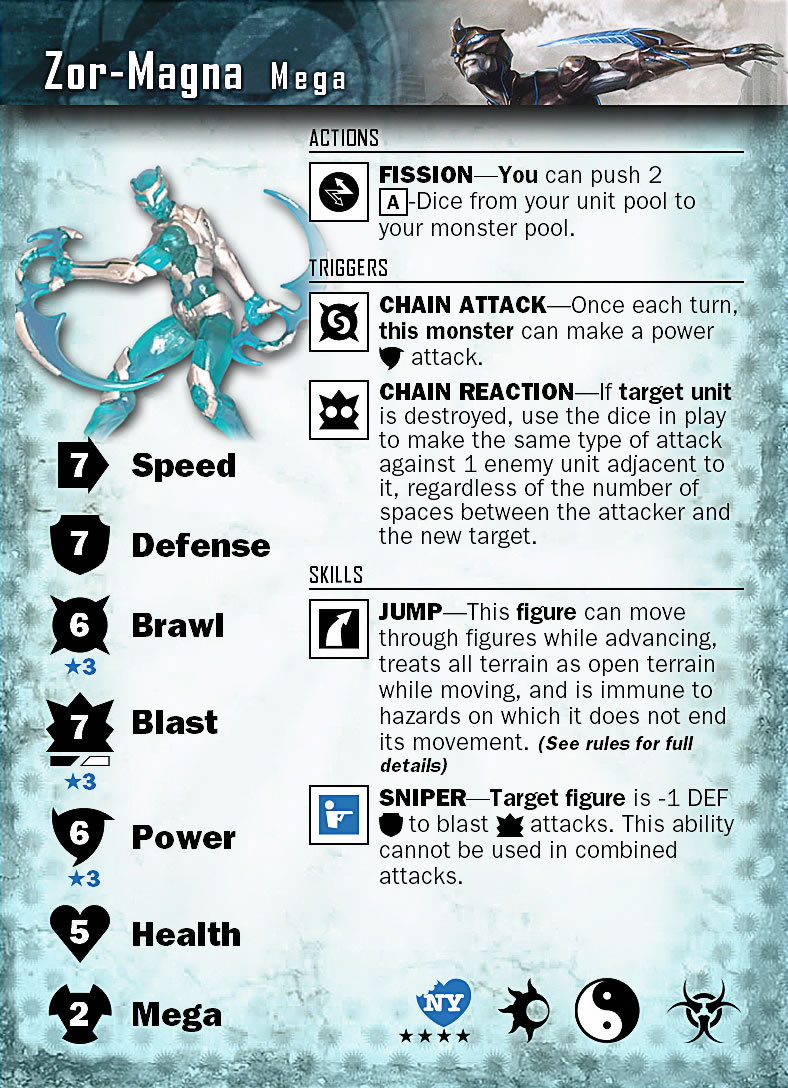 Zor-Magna Mega
ACTIONS
FISSION—You can push 2
A-Dice from your unit pool to
your monster pool.
TRIGGERS
CHAIN ATTACK—Once each turn,
this monster can make a power
attack.
CHAIN REACTION—If target unit
is destroyed, use the dice in play
to make the same type of attack
against 1 enemy unit adjacent to
it, regardless of the number of
spaces between the attacker and
the new target.
SKILLS
JUMP—This figure can move
through figures while advancing,
treats all terrain as open terrain
while moving, and is immune to
hazards on which it does not end
its movement. (See rules for full
details)
SNIPER—Target figure is -1 DEF
to blast attacks. This ability
cannot be used in combined
attacks.
7 Speed
7 Defense
6 Brawl
★3
7 Blast
★3
6 Power
★3
5 Health
2 Mega
NY
★★★★